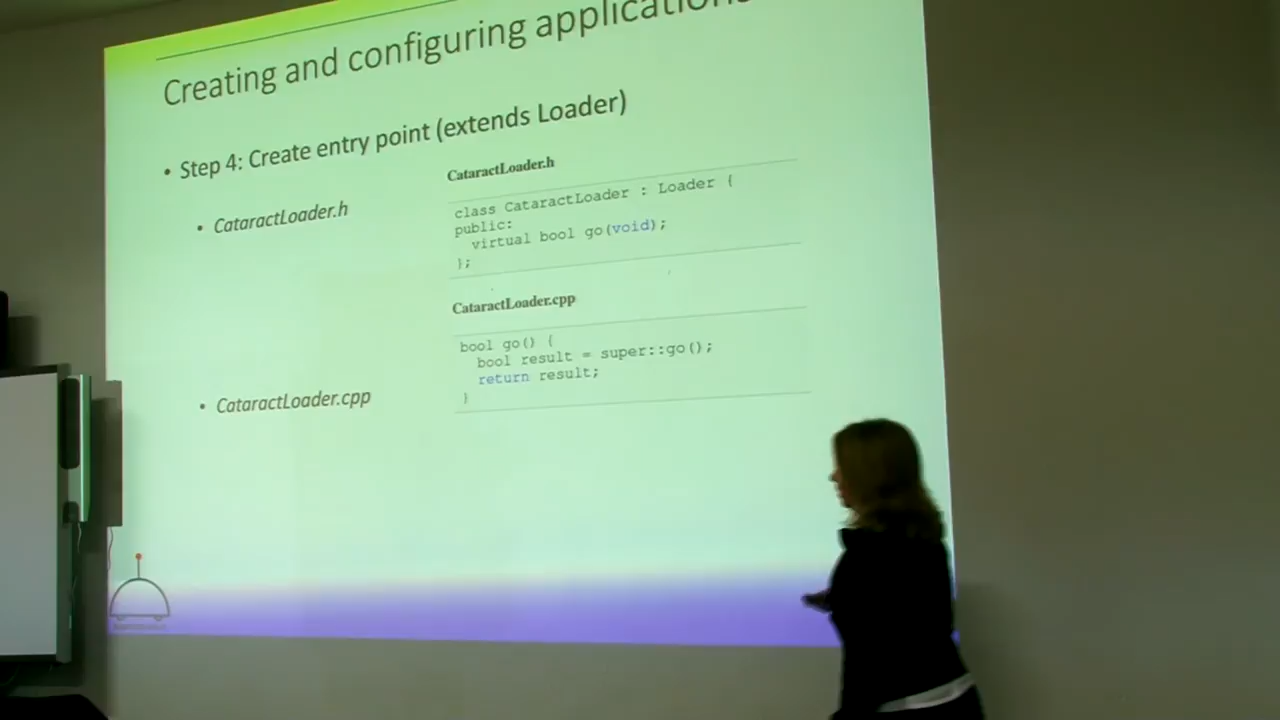 Creating and configuring applications
• Step 4: Create entry point (extends Loader)
• CataractLoader.h
CataractLoader.h
class CataractLoader : Loader {
public:
virtual bool go(void);
};
CataractLoader.cpp
bool go() {
bool result = super::go();
return result;
}
• CataractLoader.cpp